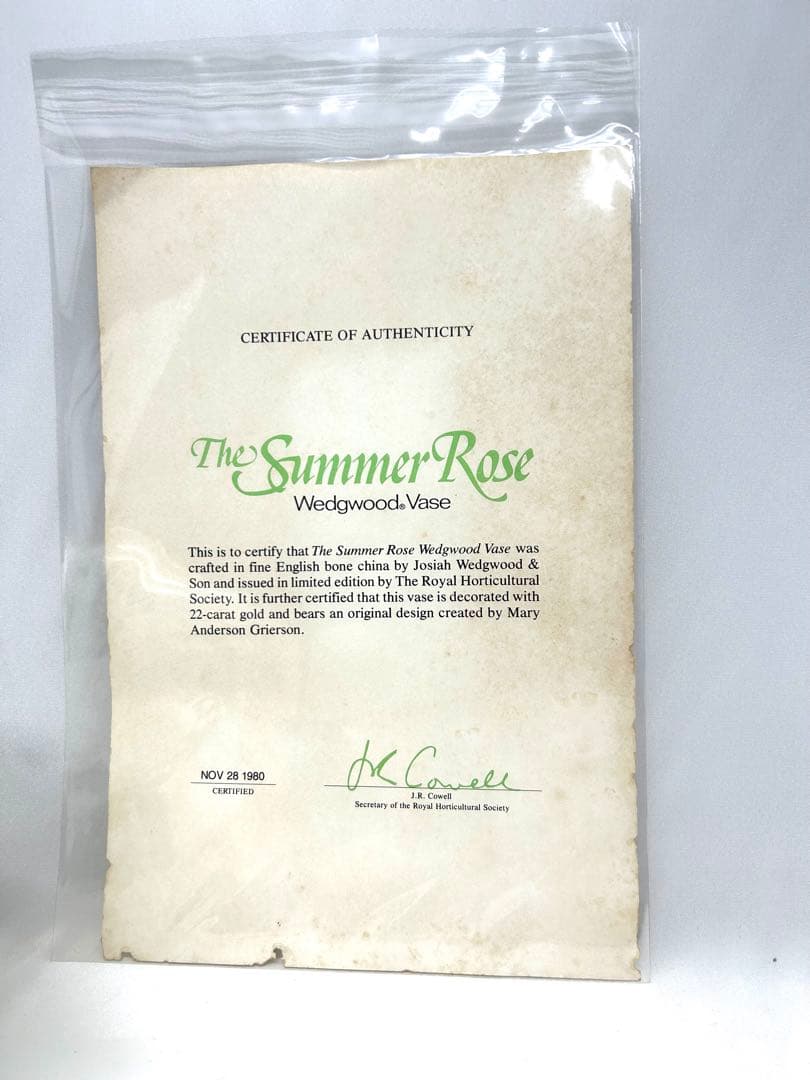 CERTIFICATE OF AUTHENTICITY
The Summer Rose
Wedgwood® Vase
This is to certify that The Summer Rose Wedgwood Vase was
crafted in fine English bone china by Josiah Wedgwood &
Son and issued in limited edition by The Royal Horticultural
Society. It is further certified that this vase is decorated with
22-carat gold and bears an original design created by Mary
Anderson Grierson.
JR Cowell
NOV 28 1980
CERTIFIED
J.R. Cowell
Secretary of the Royal Horticultural Society